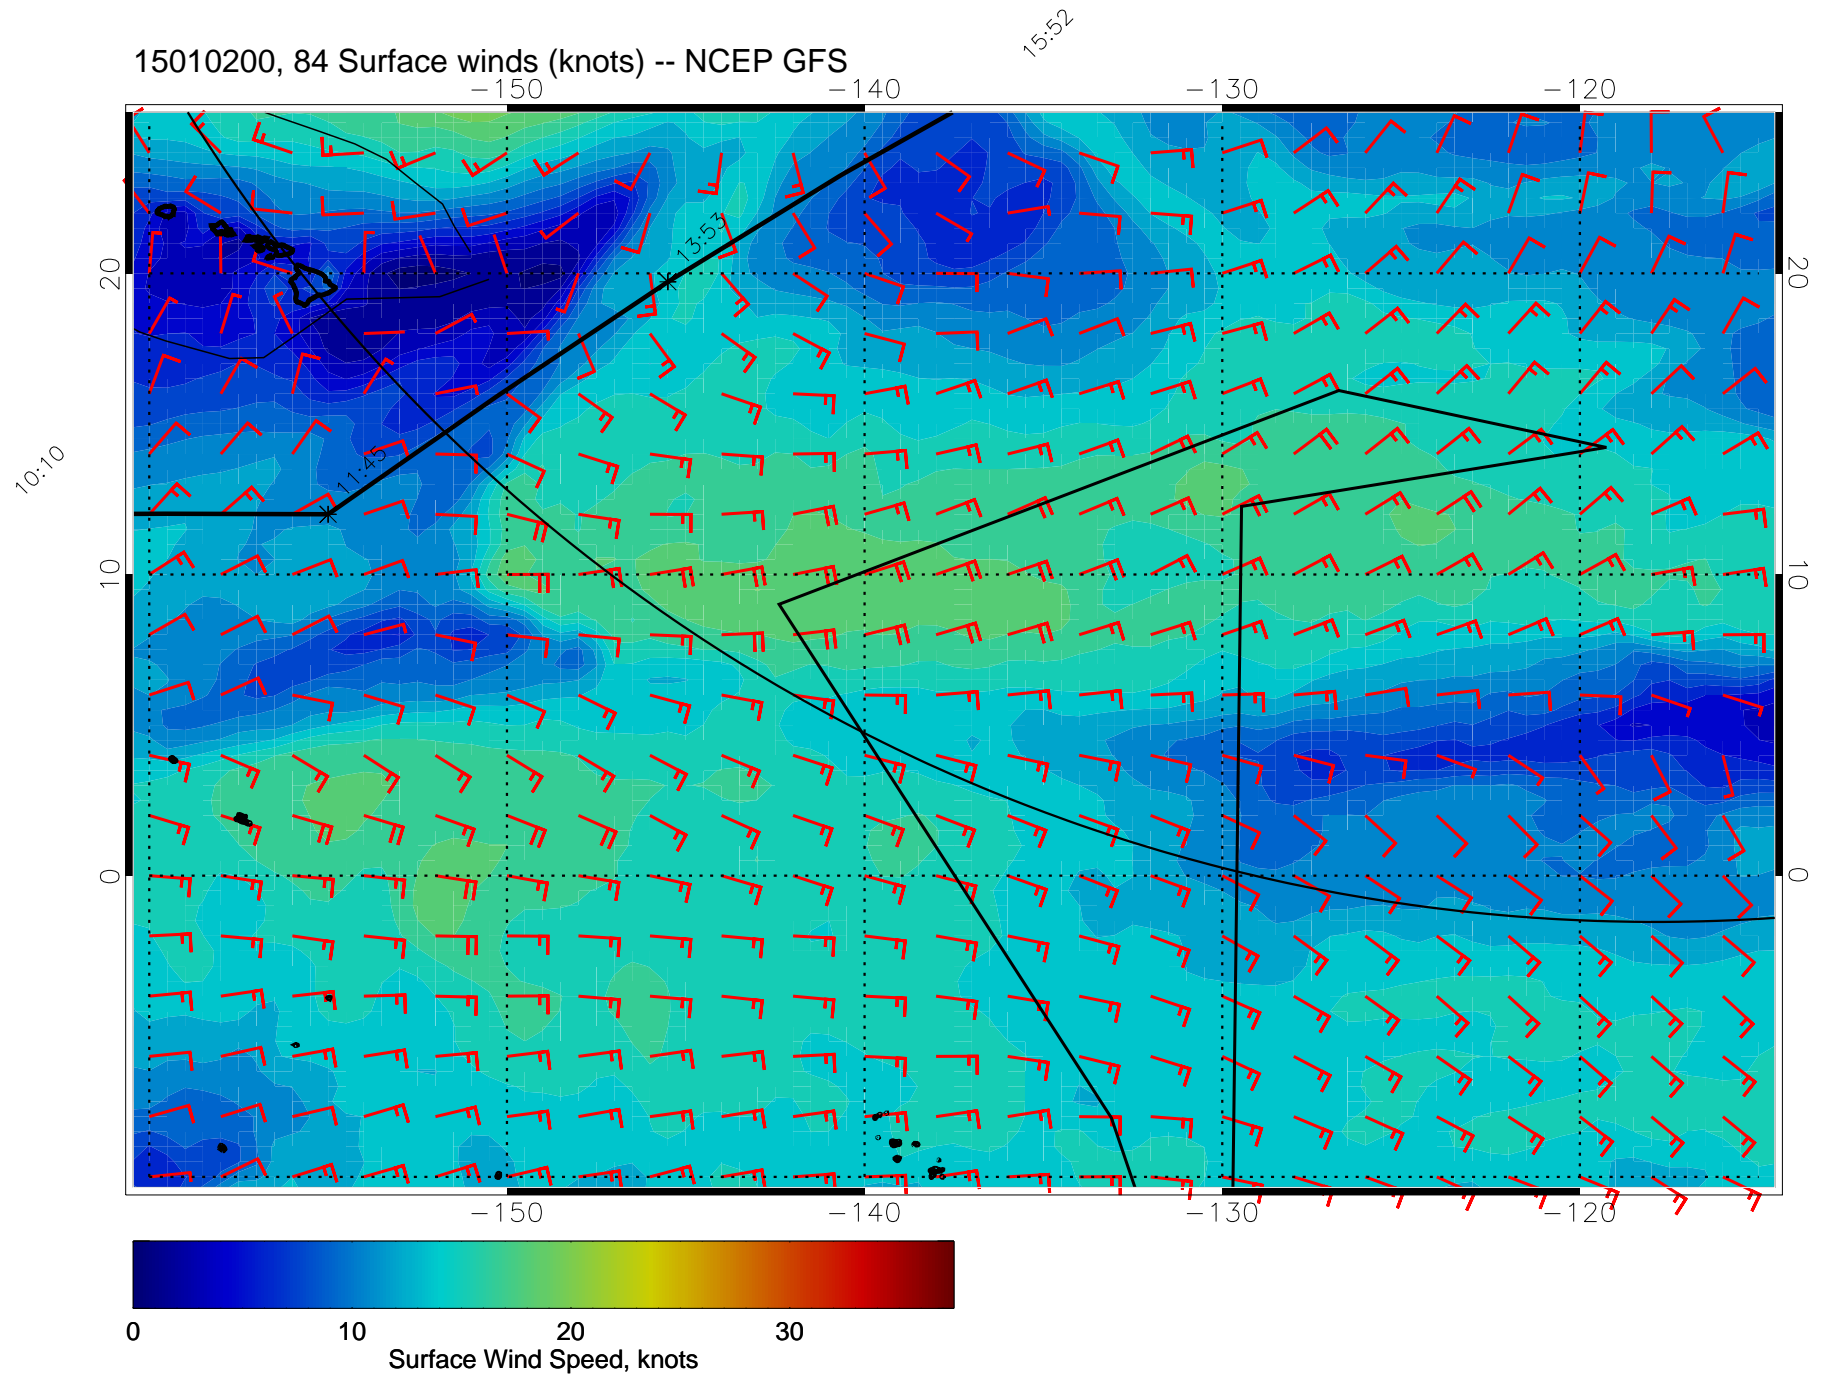 15:52
15010200, 84 Surface winds (knots) -- NCEP GFS
-150 -140 -130 -120
13:53
20 20
11:45
10:10
10 10
0 0
-150 -140 -130 -120
0 10 20 30
Surface Wind Speed, knots